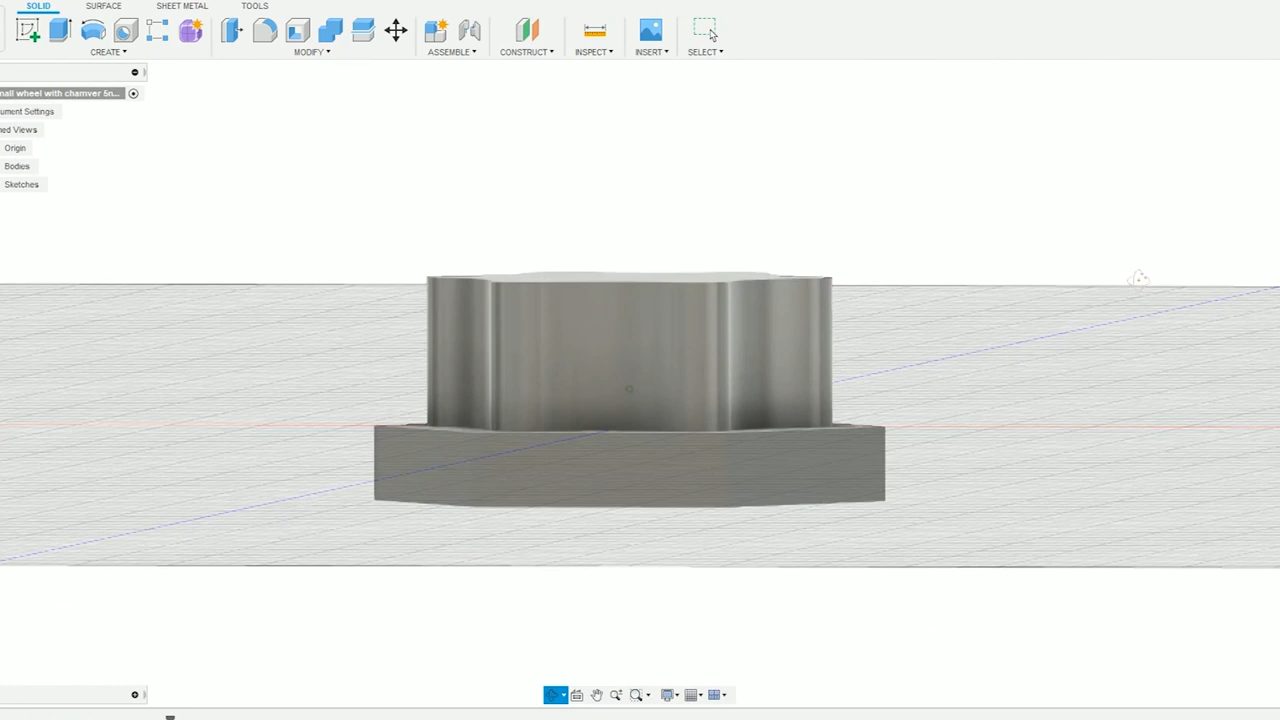 SOLID SURFACE SHEET METAL TOOLS
CREATE MODIFY ASSEMBLE CONSTRUCT INSPECT INSERT SELECT
mall wheel with chamver 5n...
ument Settings
ned Views
Origin
Bodies
Sketches